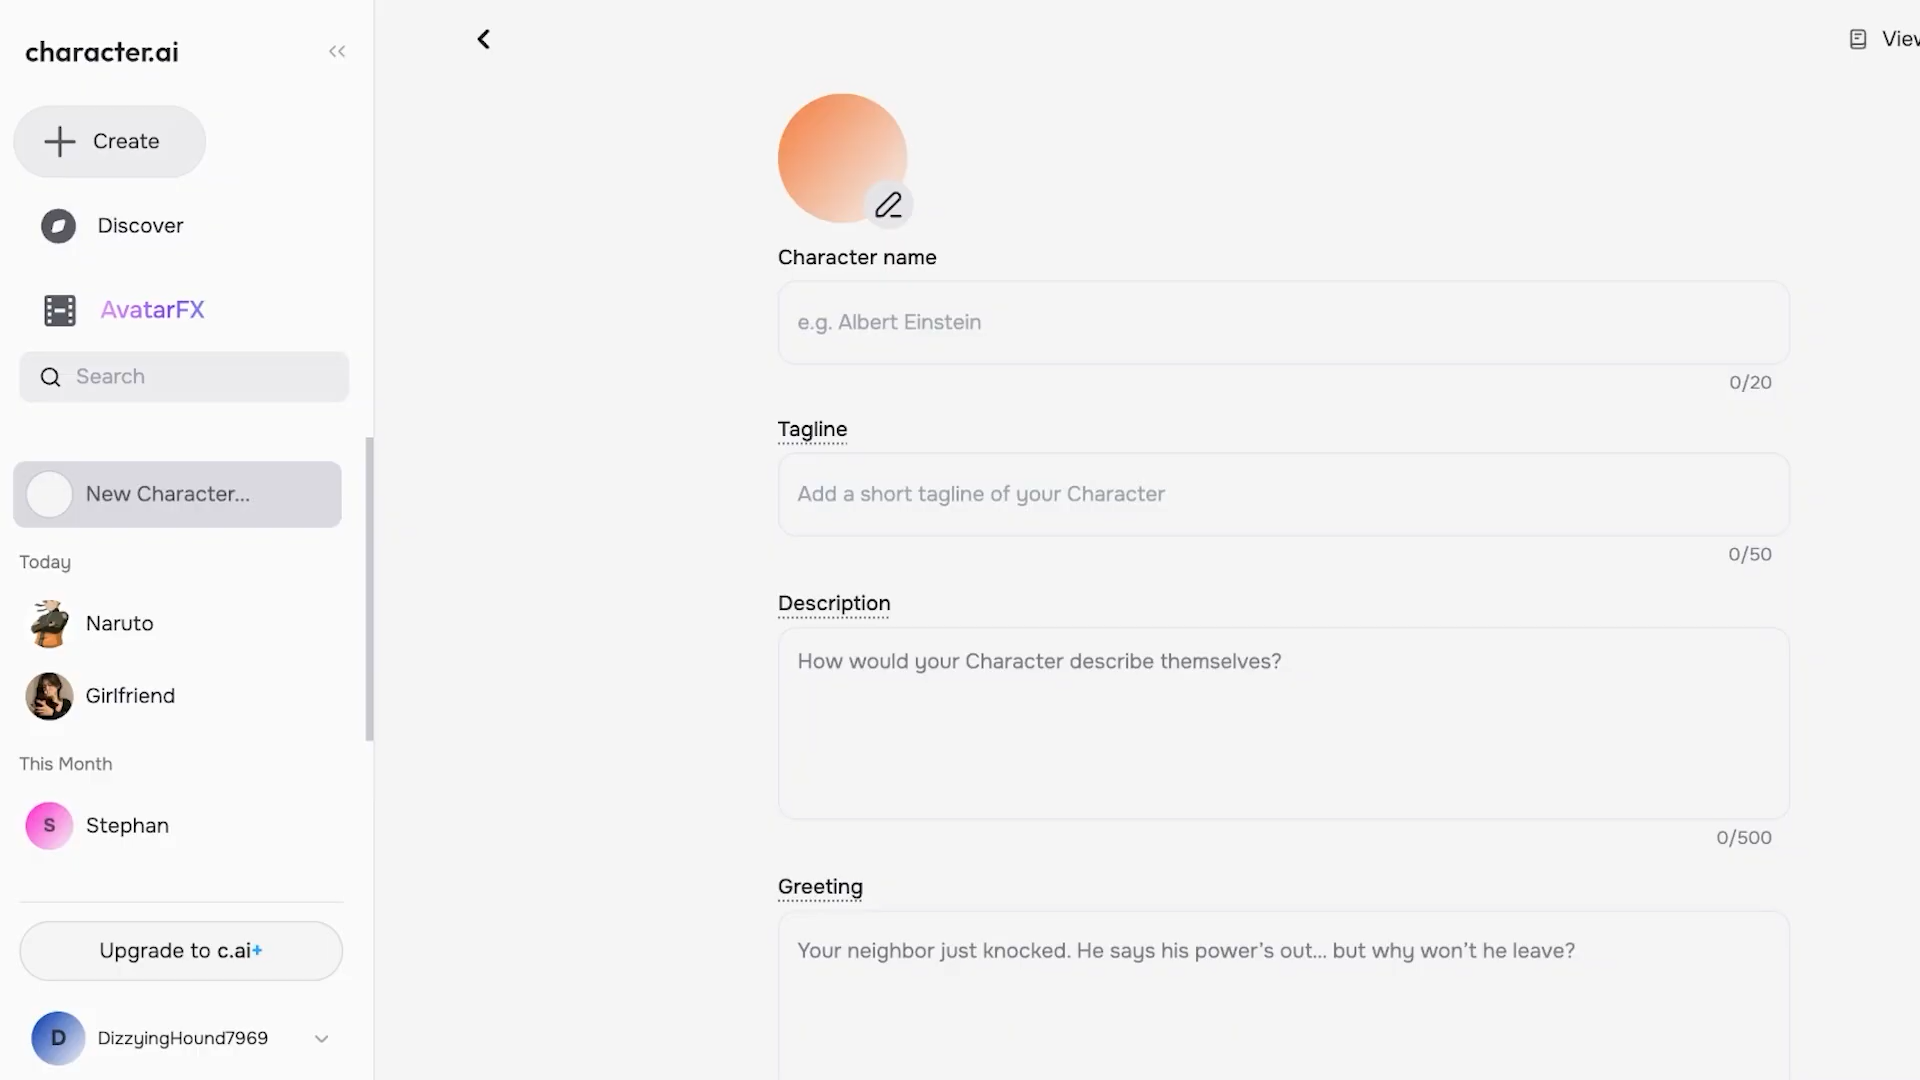 character.ai
Create
Discover
AvatarFX
Search
New Character...
Today
Naruto
Girlfriend
This Month
S
Stephan
Upgrade to c.ai+
D
DizzyingHound7969
View
Character name
e.g. Albert Einstein
0/20
Tagline
Add a short tagline of your Character
0/50
Description
How would your Character describe themselves?
0/500
Greeting
Your neighbor just knocked. He says his power’s out... but why won’t he leave?